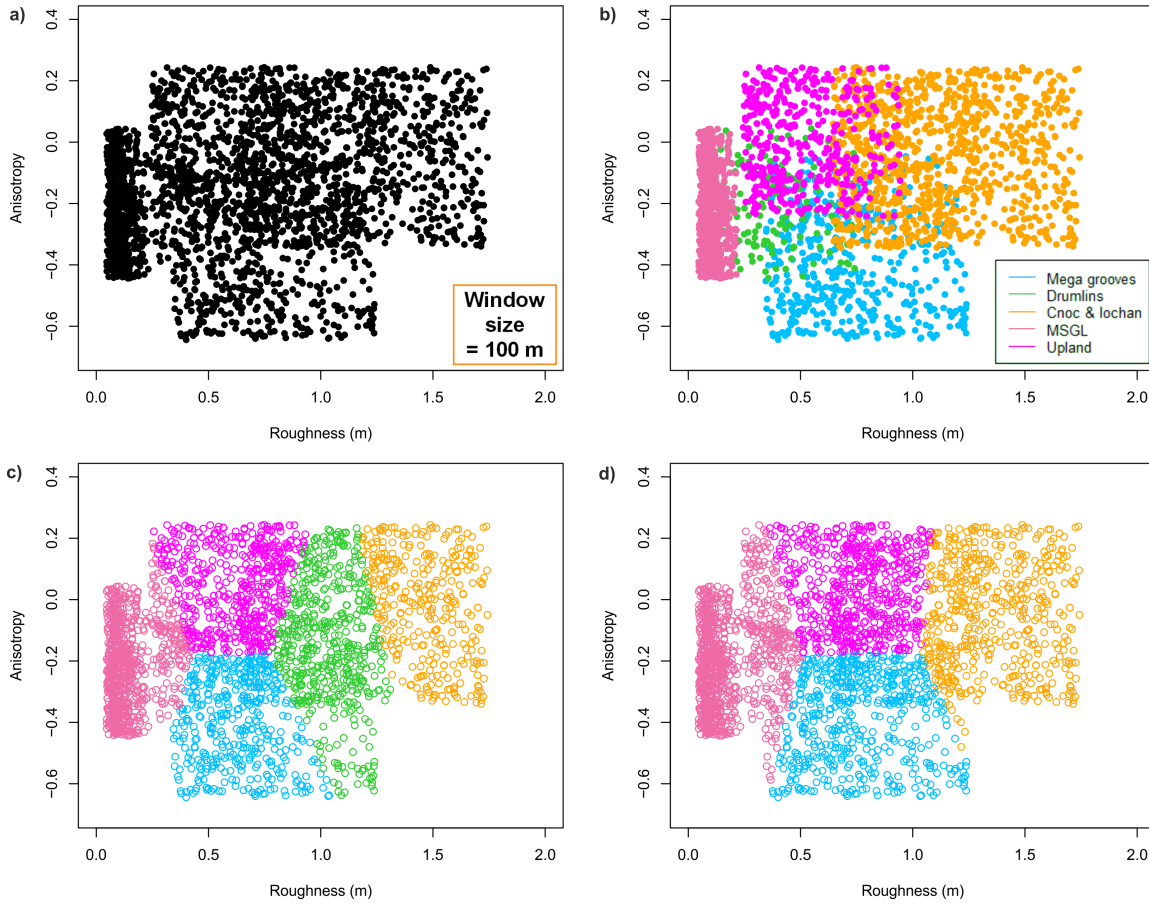 a)
0.4
0.2
0.0
−0.2
−0.4
−0.6
Anisotropy
Window
size
= 100 m
0.0 0.5 1.0 1.5 2.0
Roughness (m)
b)
0.4
0.2
0.0
−0.2
−0.4
−0.6
Anisotropy
Mega grooves
Drumlins
Cnoc & lochan
MSGL
Upland
0.0 0.5 1.0 1.5 2.0
Roughness (m)
c)
0.4
0.2
0.0
−0.2
−0.4
−0.6
Anisotropy
0.0 0.5 1.0 1.5 2.0
Roughness (m)
d)
0.4
0.2
0.0
−0.2
−0.4
−0.6
Anisotropy
0.0 0.5 1.0 1.5 2.0
Roughness (m)